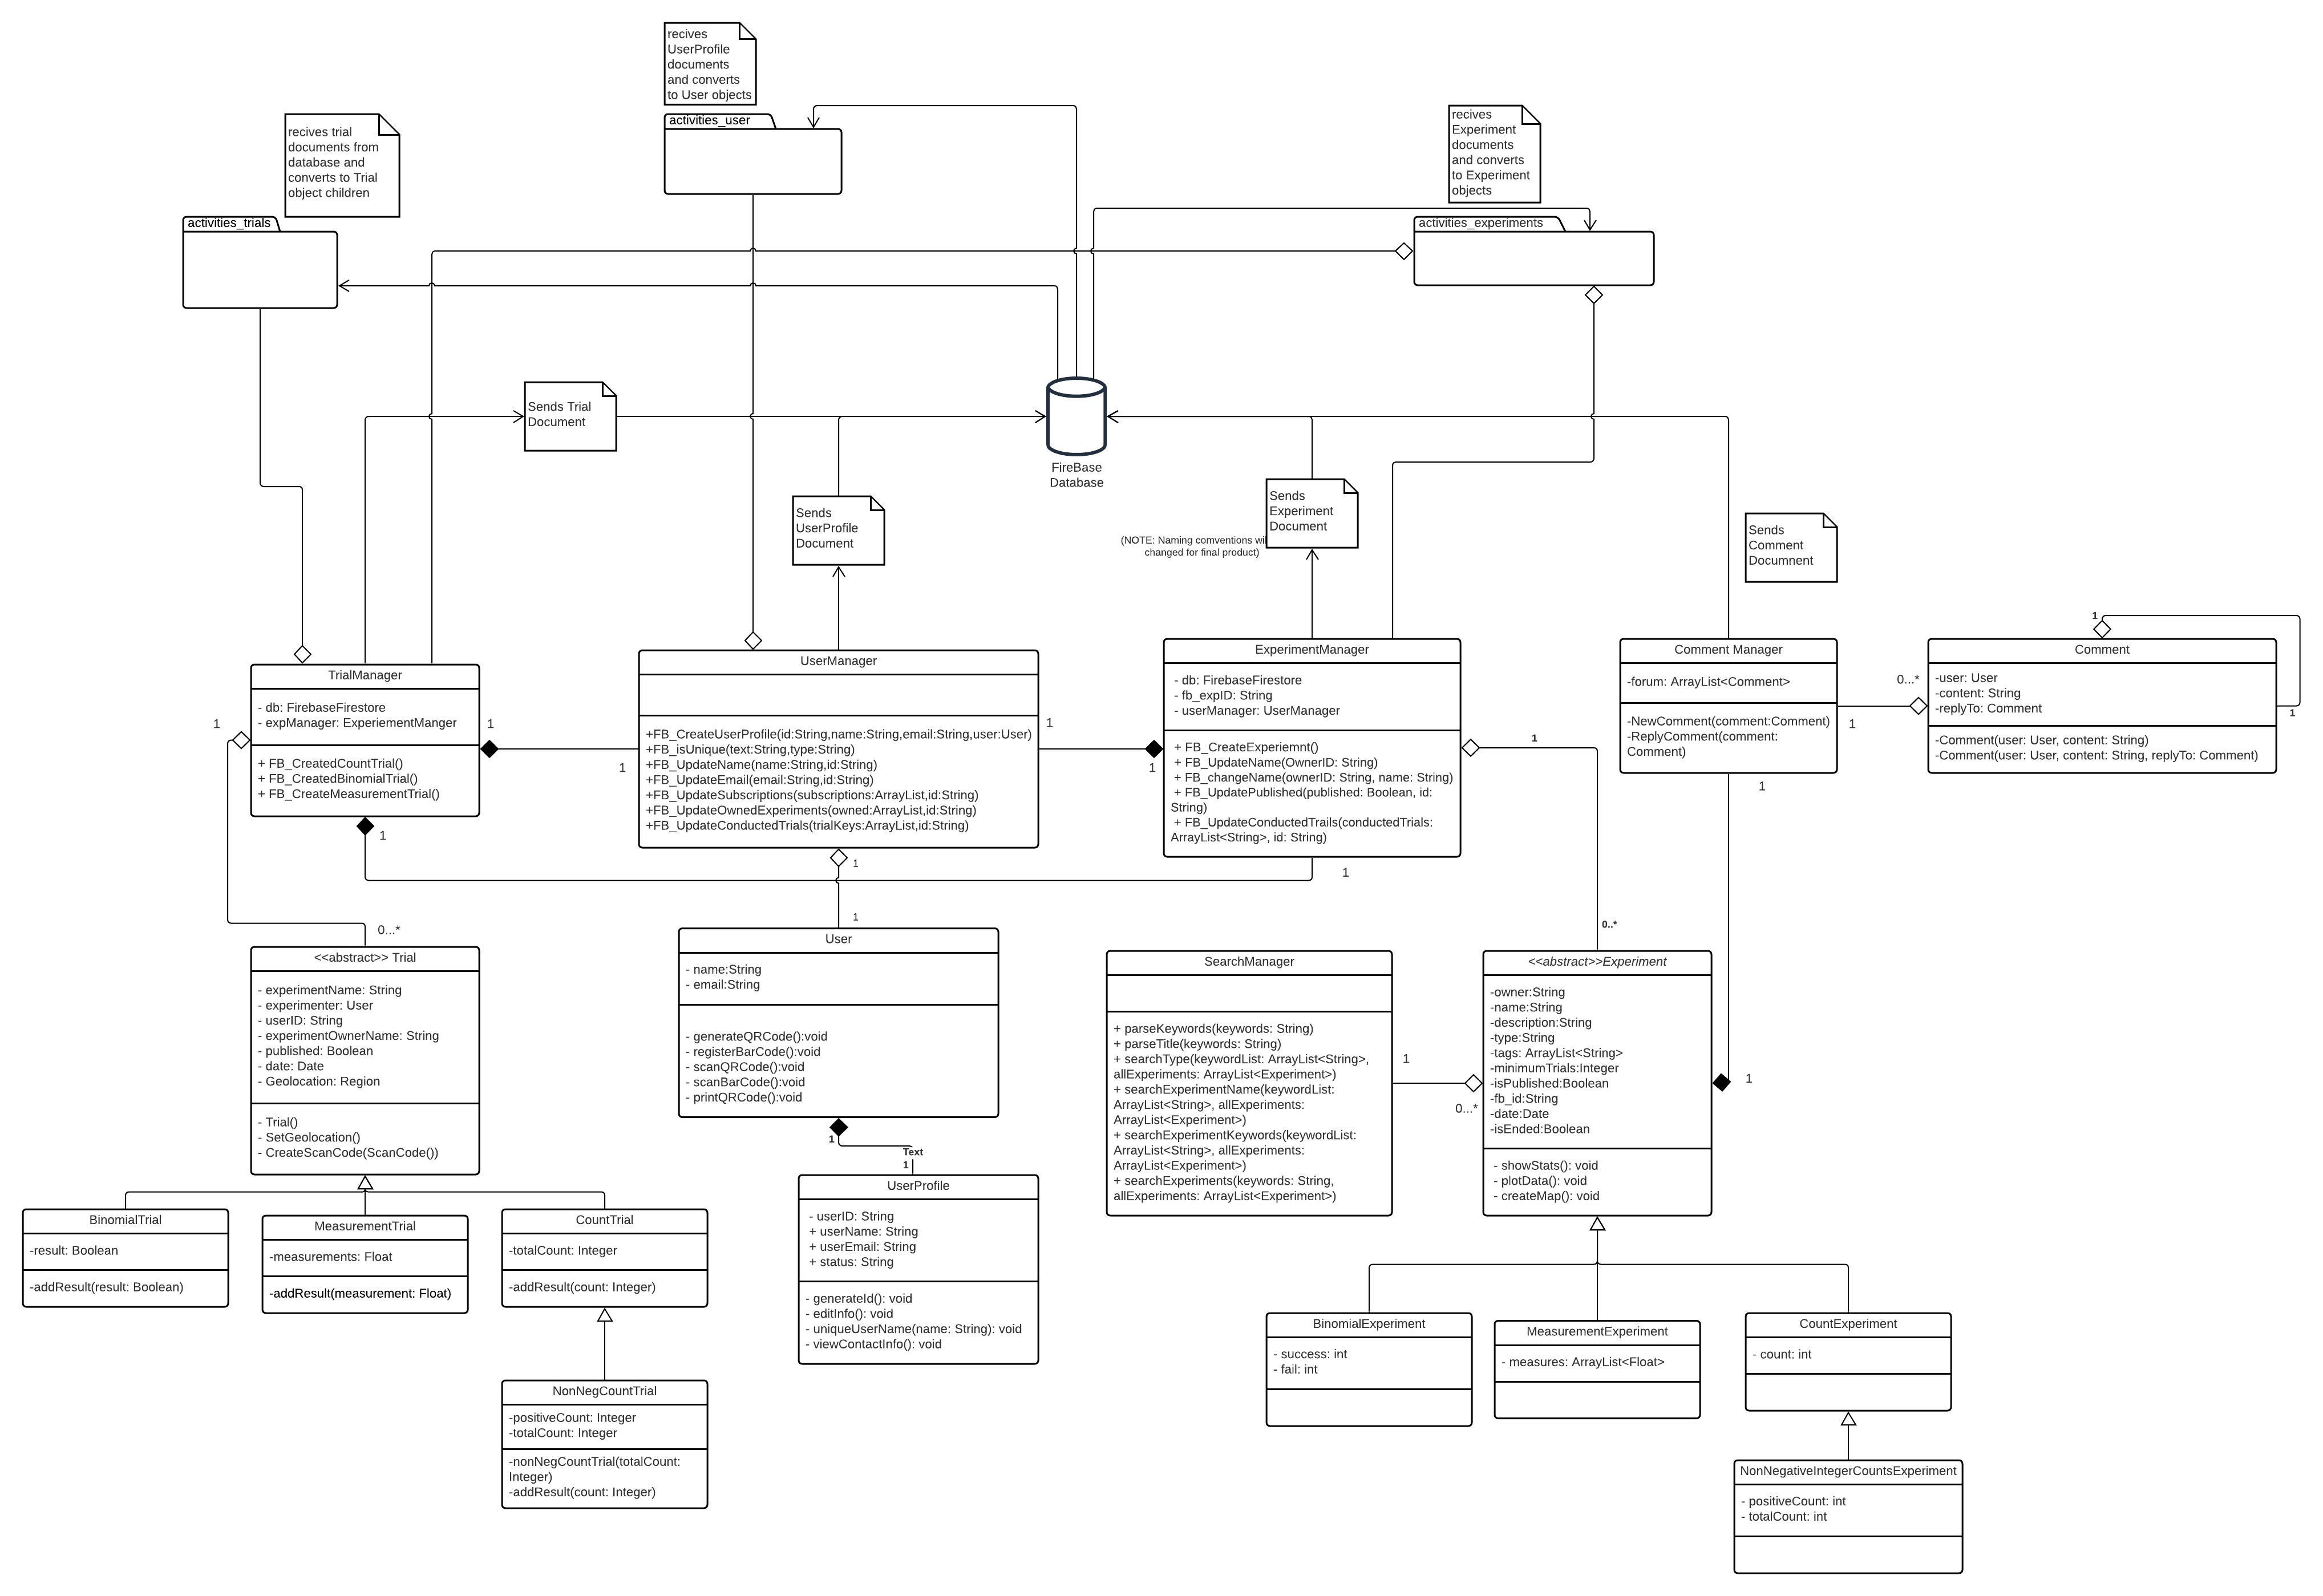 recives
UserProfile
documents
and converts
to User objects
activities_user
recives trial
documents from
database and
converts to Trial
object children
activities_trials
recives
Experiment
documents
and converts
to Experiment
objects
activities_experiments
Sends Trial
Document
FireBase
Database
Sends
UserProfile
Document
Sends
Experiment
Document
(NOTE: Naming comventions wil
changed for final product)
Sends
Comment
Documnent
TrialManager
- db: FirebaseFirestore
- expManager: ExperiementManger
+ FB_CreatedCountTrial()
+ FB_CreatedBinomialTrial()
+ FB_CreateMeasurementTrial()
1
1
1
1
UserManager
+FB_CreateUserProfile(id:String,name:String,email:String,user:User)
+FB_isUnique(text:String,type:String)
+FB_UpdateName(name:String,id:String)
+FB_UpdateEmail(email:String,id:String)
+FB_UpdateSubscriptions(subscriptions:ArrayList,id:String)
+FB_UpdateOwnedExperiments(owned:ArrayList,id:String)
+FB_UpdateConductedTrials(trialKeys:ArrayList,id:String)
1
1
1
1
ExperimentManager
- db: FirebaseFirestore
- fb_expID: String
- userManager: UserManager
+ FB_CreateExperiemnt()
+ FB_UpdateName(OwnerID: String)
+ FB_changeName(ownerID: String, name: String)
+ FB_UpdatePublished(published: Boolean, id:
String)
+ FB_UpdateConductedTrails(conductedTrials:
ArrayList<String>, id: String)
1
1
0..*
Comment Manager
-forum: ArrayList<Comment>
-NewComment(comment:Comment)
-ReplyComment(comment:
Comment)
1
0...*
1
Comment
-user: User
-content: String
-replyTo: Comment
-Comment(user: User, content: String)
-Comment(user: User, content: String, replyTo: Comment)
1
1
0...*
<<abstract>> Trial
- experimentName: String
- experimenter: User
- userID: String
- experimentOwnerName: String
- published: Boolean
- date: Date
- Geolocation: Region
- Trial()
- SetGeolocation()
- CreateScanCode(ScanCode())
User
- name:String
- email:String
- generateQRCode():void
- registerBarCode():void
- scanQRCode():void
- scanBarCode():void
- printQRCode():void
1
Text
1
SearchManager
+ parseKeywords(keywords: String)
+ parseTitle(keywords: String)
+ searchType(keywordList: ArrayList<String>,
allExperiments: ArrayList<Experiment>)
+ searchExperimentName(keywordList:
ArrayList<String>, allExperiments:
ArrayList<Experiment>)
+ searchExperimentKeywords(keywordList:
ArrayList<String>, allExperiments:
ArrayList<Experiment>)
+ searchExperiments(keywords: String,
allExperiments: ArrayList<Experiment>)
1
0...*
<<abstract>>Experiment
-owner:String
-name:String
-description:String
-type:String
-tags: ArrayList<String>
-minimumTrials:Integer
-isPublished:Boolean
-fb_id:String
-date:Date
-isEnded:Boolean
- showStats(): void
- plotData(): void
- createMap(): void
1
BinomialTrial
-result: Boolean
-addResult(result: Boolean)
MeasurementTrial
-measurements: Float
-addResult(measurement: Float)
CountTrial
-totalCount: Integer
-addResult(count: Integer)
UserProfile
- userID: String
+ userName: String
+ userEmail: String
+ status: String
- generateId(): void
- editInfo(): void
- uniqueUserName(name: String): void
- viewContactInfo(): void
NonNegCountTrial
-positiveCount: Integer
-totalCount: Integer
-nonNegCountTrial(totalCount:
Integer)
-addResult(count: Integer)
BinomialExperiment
- success: int
- fail: int
MeasurementExperiment
- measures: ArrayList<Float>
CountExperiment
- count: int
NonNegativeIntegerCountsExperiment
- positiveCount: int
- totalCount: int